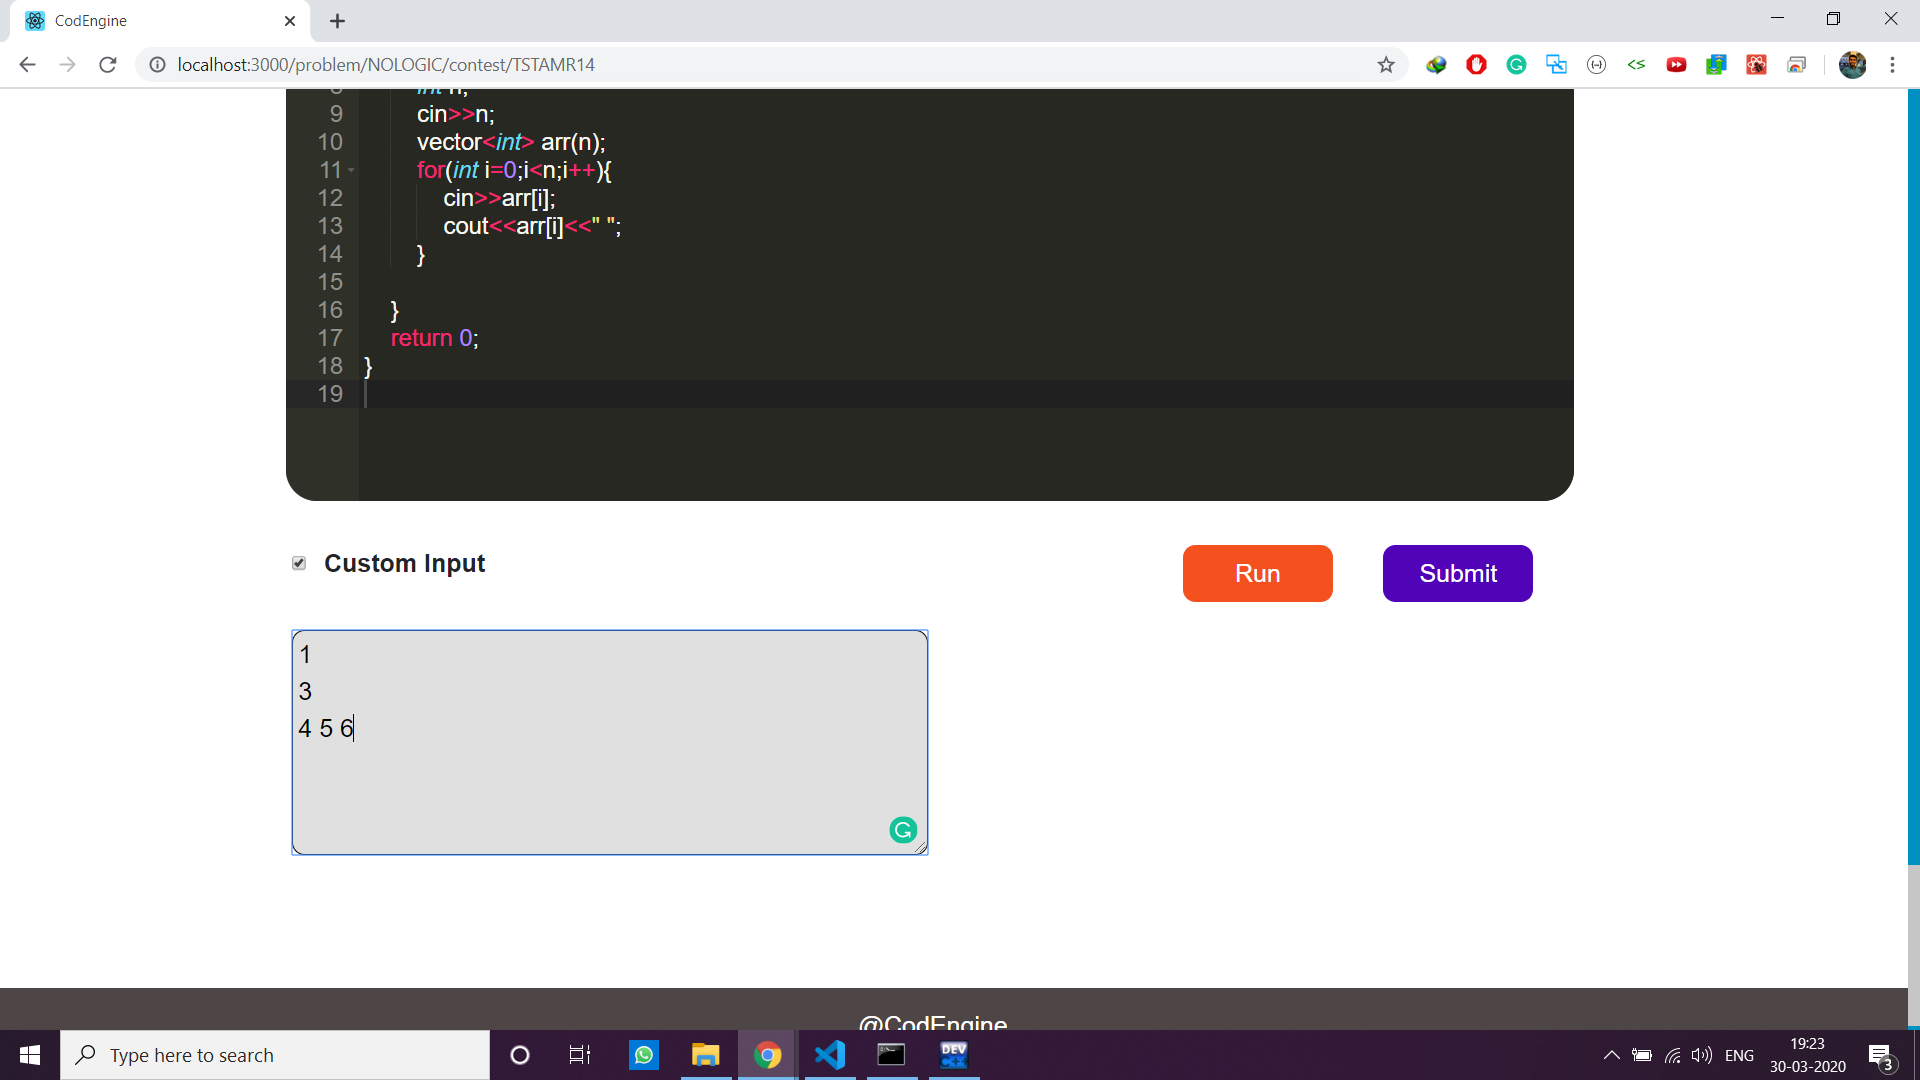 CodEngine
localhost:3000/problem/NOLOGIC/contest/TSTAMR14
9 cin>>n;
10 vector<int> arr(n);
11 for(int i=0;i<n;i++){
12 cin>>arr[i];
13 cout<<arr[i]<<" ";
14 }
15
16 }
17 return 0;
18 }
19
Custom Input
Run
Submit
1
3
4 5 6
@CodEngine
Type here to search
DEV
C++
ENG
19:23
30-03-2020
3